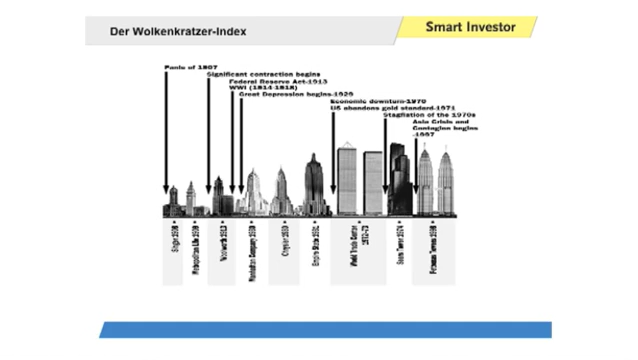 Der Wolkenkratzer-Index
Smart Investor
Panic of 1907
Significant contraction begins
Federal Reserve Act-1913
WWI (1914-1918)
Great Depression begins-1929
Economic downturn-1970
US abandons gold standard-1971
Stagflation of the 1970s
Asia Crisis and
Contagion begins
-1997
Singer 1908
Metropolitan Life 1909
Woolworth 1913
Manhattan Company 1929
Chrysler 1930
Empire State 1931
World Trade Center
1972-73
Sears Tower 1974
Petronas Towers 1998